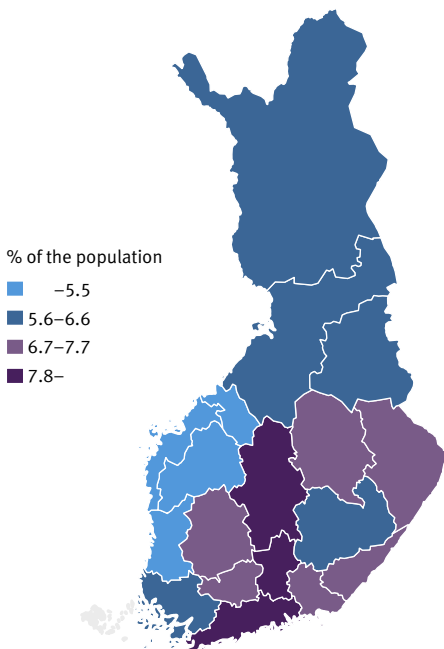 % of the population
–5.5
5.6–6.6
6.7–7.7
7.8–